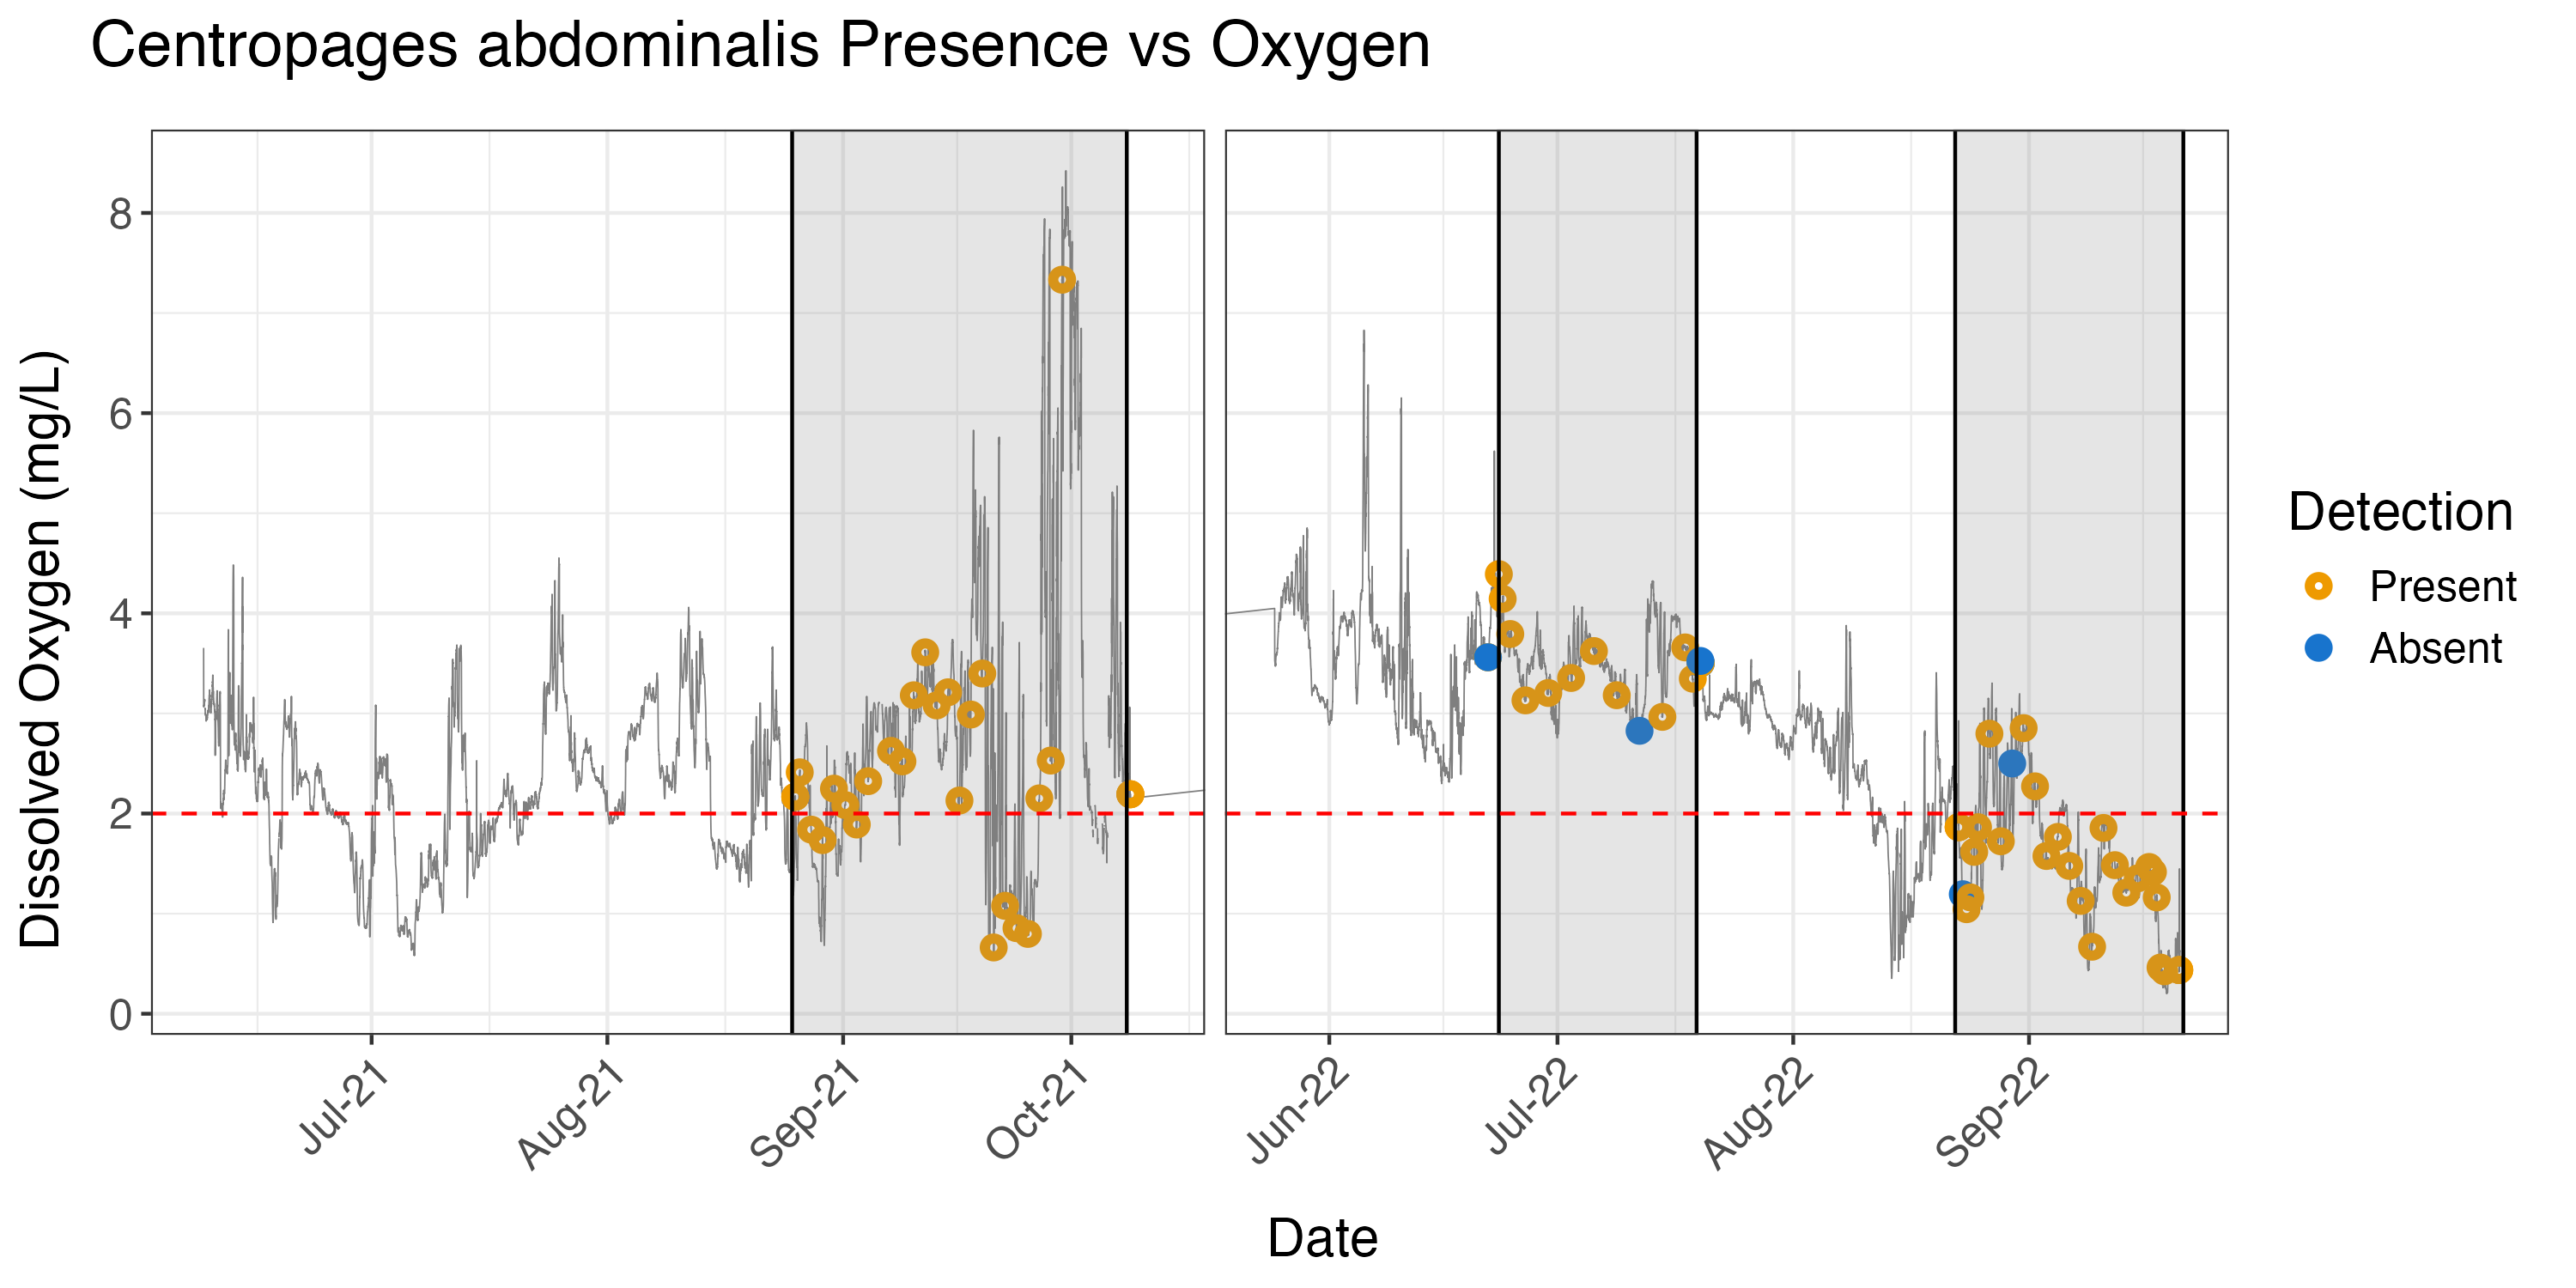 Centropages abdominalis Presence vs Oxygen
Dissolved Oxygen (mg/L)
8
6
4
2
0
Jul-21
Aug-21
Sep-21
Oct-21
Jun-22
Jul-22
Aug-22
Sep-22
Date
Detection
Present
Absent